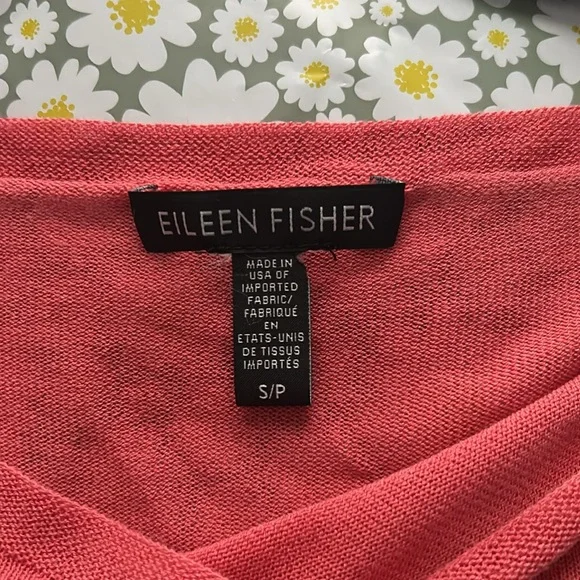 EILEEN FISHER
MADE IN
USA OF
IMPORTED
FABRIC/
FABRIQUÉ
EN
ETATS-UNIS
DE TISSUS
IMPORTÉS
S/P